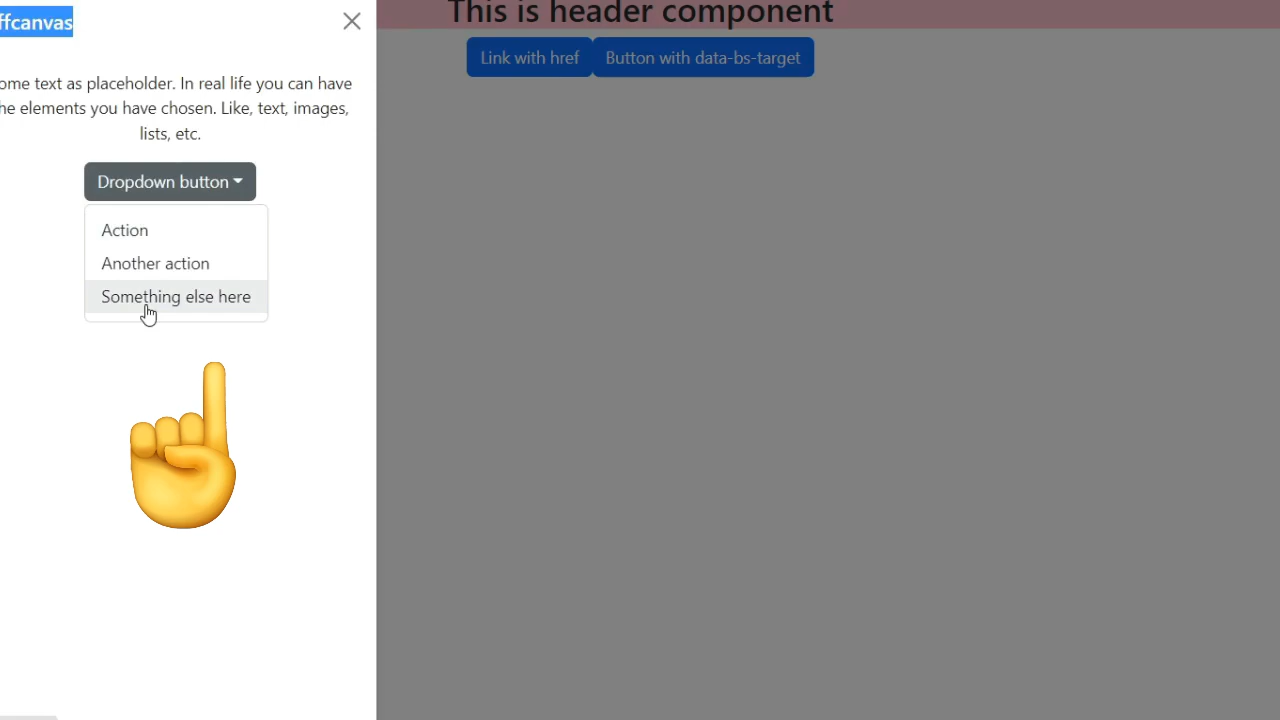 ffcanvas
This is header component
Link with href
Button with data-bs-target
ome text as placeholder. In real life you can have
he elements you have chosen. Like, text, images,
lists, etc.
Dropdown button
Action
Another action
Something else here